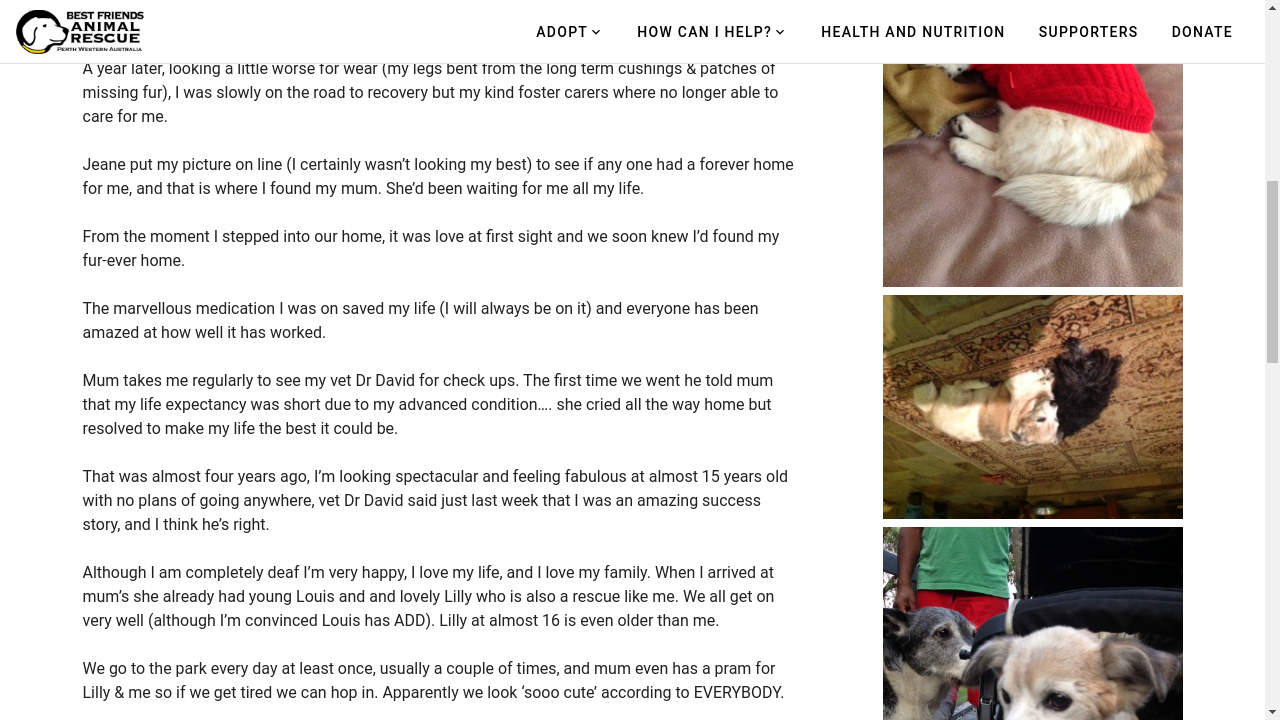 BEST FRIENDS
ANIMAL
RESCUE
PERTH WESTERN AUSTRALIA
ADOPT
HOW CAN I HELP?
HEALTH AND NUTRITION
SUPPORTERS
DONATE
A year later, looking a little worse for wear (my legs bent from the long term cushings & patches of
missing fur), I was slowly on the road to recovery but my kind foster carers where no longer able to
care for me.
Jeane put my picture on line (I certainly wasn’t looking my best) to see if any one had a forever home
for me, and that is where I found my mum. She’d been waiting for me all my life.
From the moment I stepped into our home, it was love at first sight and we soon knew I’d found my
fur-ever home.
The marvellous medication I was on saved my life (I will always be on it) and everyone has been
amazed at how well it has worked.
Mum takes me regularly to see my vet Dr David for check ups. The first time we went he told mum
that my life expectancy was short due to my advanced condition…. she cried all the way home but
resolved to make my life the best it could be.
That was almost four years ago, I’m looking spectacular and feeling fabulous at almost 15 years old
with no plans of going anywhere, vet Dr David said just last week that I was an amazing success
story, and I think he’s right.
Although I am completely deaf I’m very happy, I love my life, and I love my family. When I arrived at
mum’s she already had young Louis and and lovely Lilly who is also a rescue like me. We all get on
very well (although I’m convinced Louis has ADD). Lilly at almost 16 is even older than me.
We go to the park every day at least once, usually a couple of times, and mum even has a pram for
Lilly & me so if we get tired we can hop in. Apparently we look ‘sooo cute’ according to EVERYBODY.